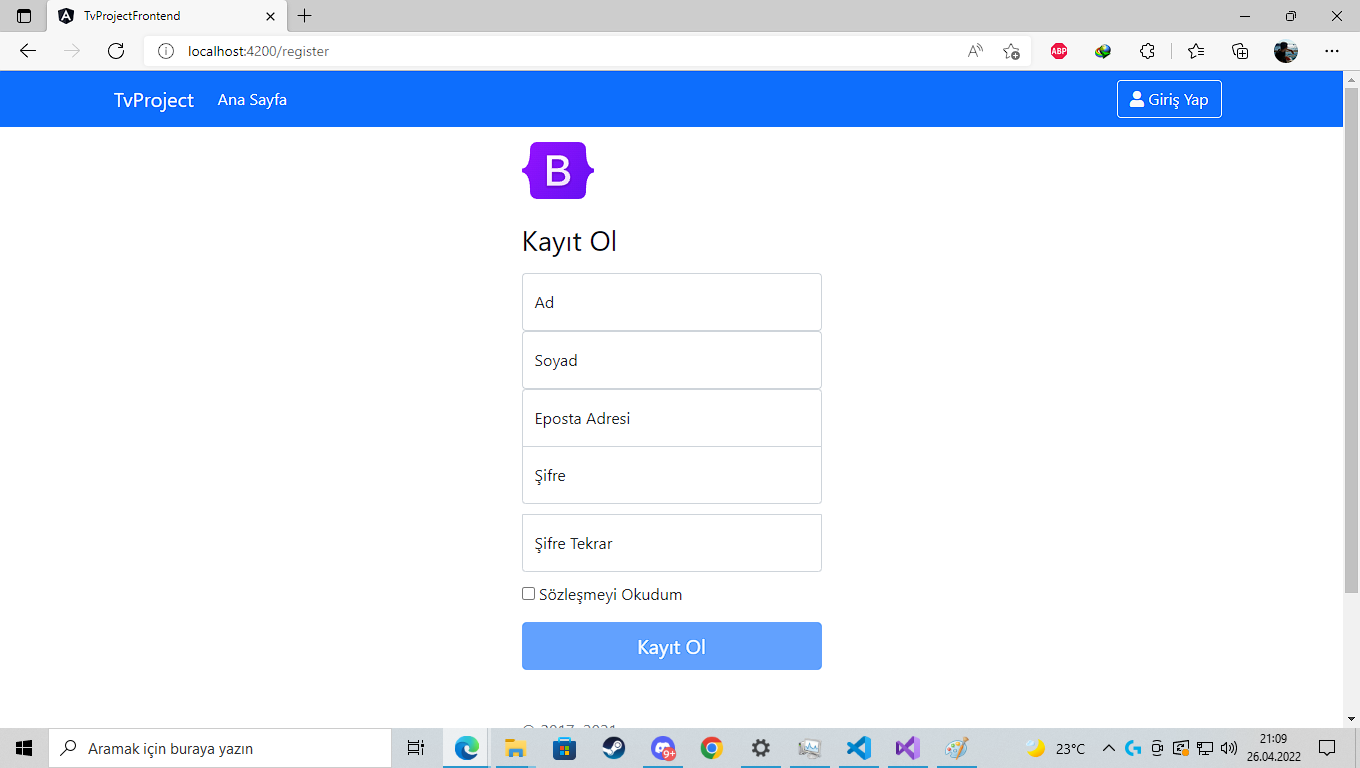 TvProjectFrontend
localhost:4200/register
ABP
TvProject Ana Sayfa Giriş Yap
B
Kayıt Ol
Ad
Soyad
Eposta Adresi
Şifre
Şifre Tekrar
Sözleşmeyi Okudum
Kayıt Ol
Aramak için buraya yazın
9+
23°C
21:09
26.04.2022